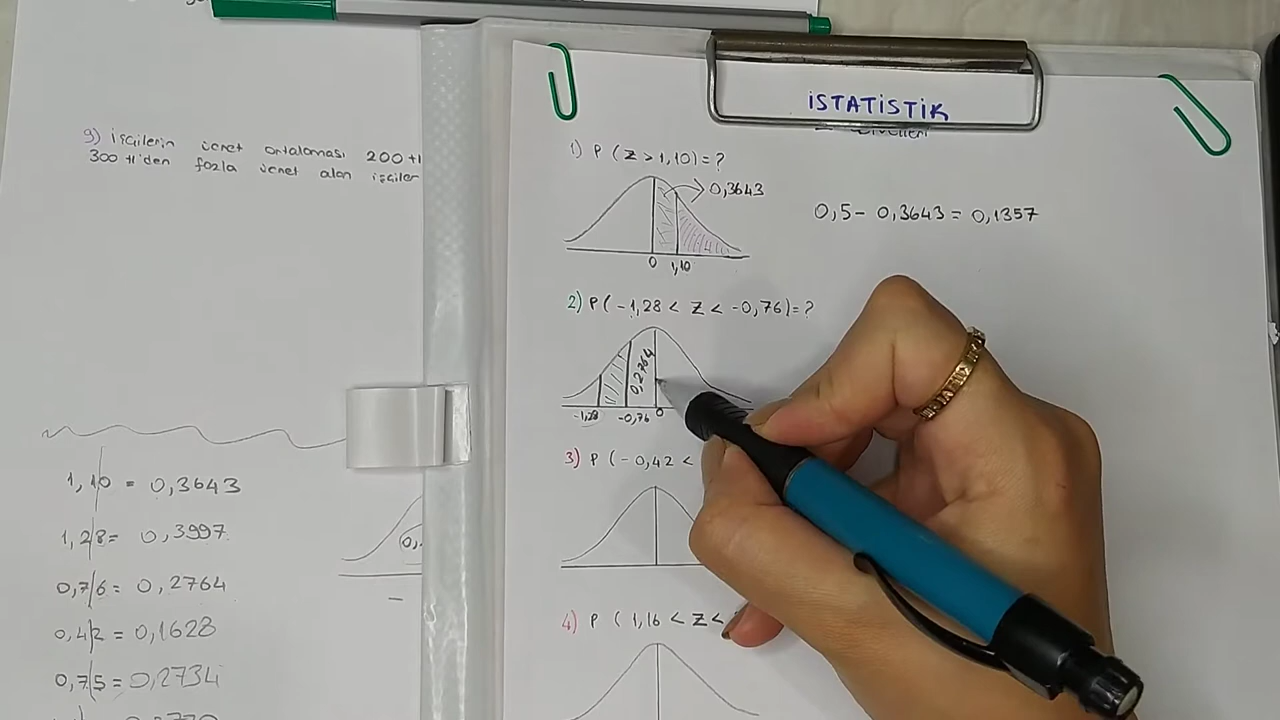 9) İşçilerin ücret ortalaması 200 tl
300 tl'den fazla ücret alan işçiler
1,10 = 0,3643
1,28 = 0,3997
0,76 = 0,2764
0,42 = 0,1628
0,75 = 0,2734
İSTATİSTİK
1) P (Z > 1,10) = ?
0,3643
0 1,10
0,5 - 0,3643 = 0,1357
2) P ( -1,28 < Z < -0,76) = ?
0,2764
-1,28 -0,76 0
3) P ( -0,42 <
4) P ( 1,16 < Z <